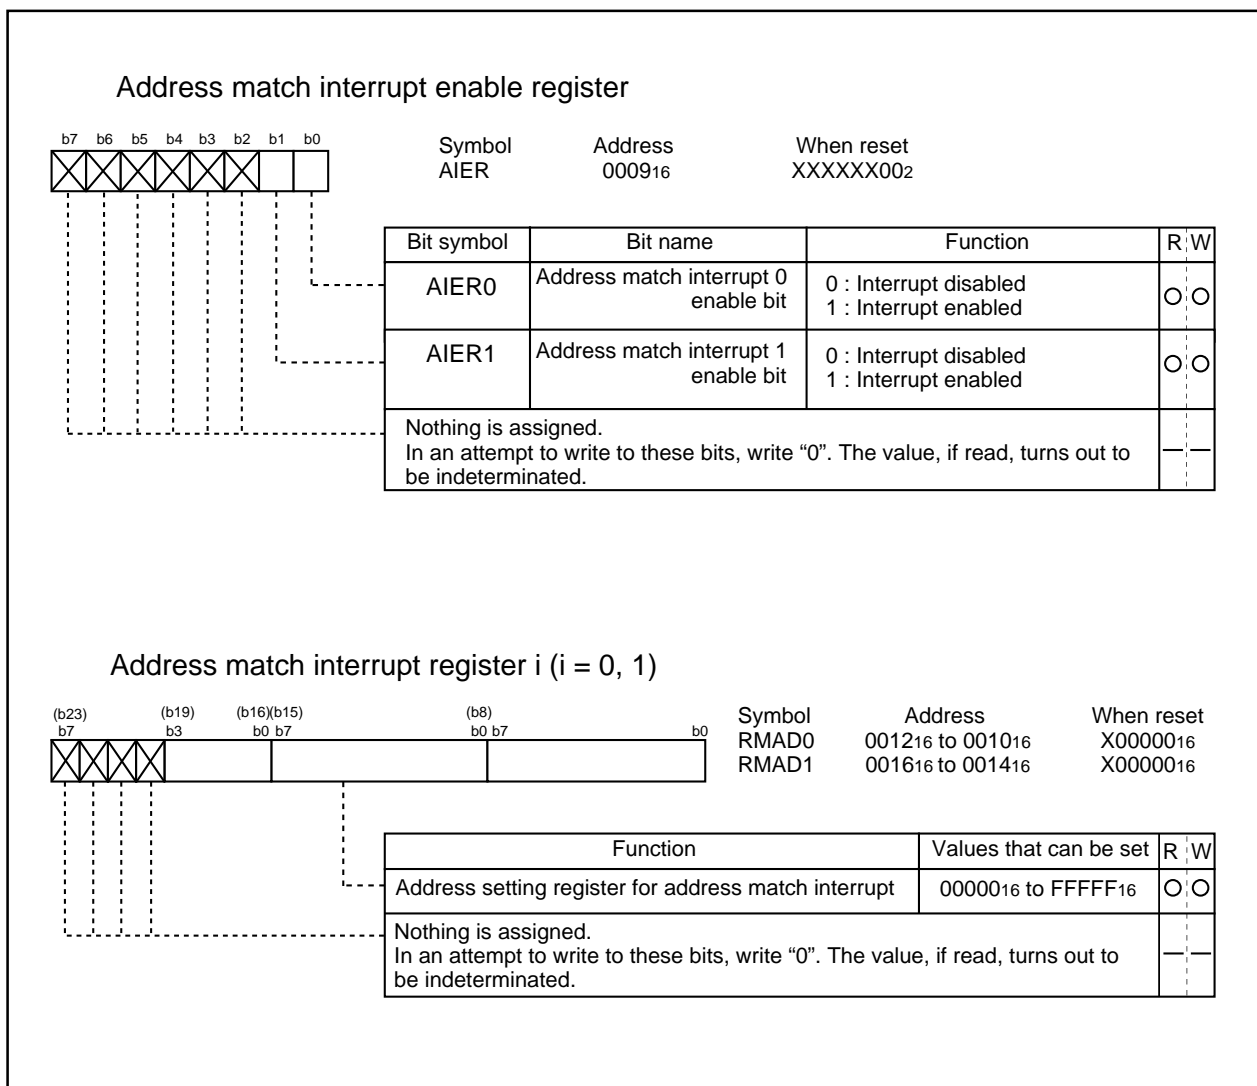 Address match interrupt enable register
b7 b6 b5 b4 b3 b2 b1 b0
Symbol Address When reset
AIER 000916 XXXXXX002
Bit symbol Bit name Function R W
AIER0 Address match interrupt 0 enable bit 0 : Interrupt disabled
1 : Interrupt enabled
AIER1 Address match interrupt 1 enable bit 0 : Interrupt disabled
1 : Interrupt enabled
Nothing is assigned.
In an attempt to write to these bits, write “0”. The value, if read, turns out to
be indeterminated.
Address match interrupt register i (i = 0, 1)
(b23) (b19) (b16)(b15) (b8)
b7 b3 b0 b7 b0 b7 b0
Symbol Address When reset
RMAD0 001216 to 001016 X0000016
RMAD1 001616 to 001416 X0000016
Function Values that can be set R W
Address setting register for address match interrupt 0000016 to FFFFF16
Nothing is assigned.
In an attempt to write to these bits, write “0”. The value, if read, turns out to
be indeterminated.